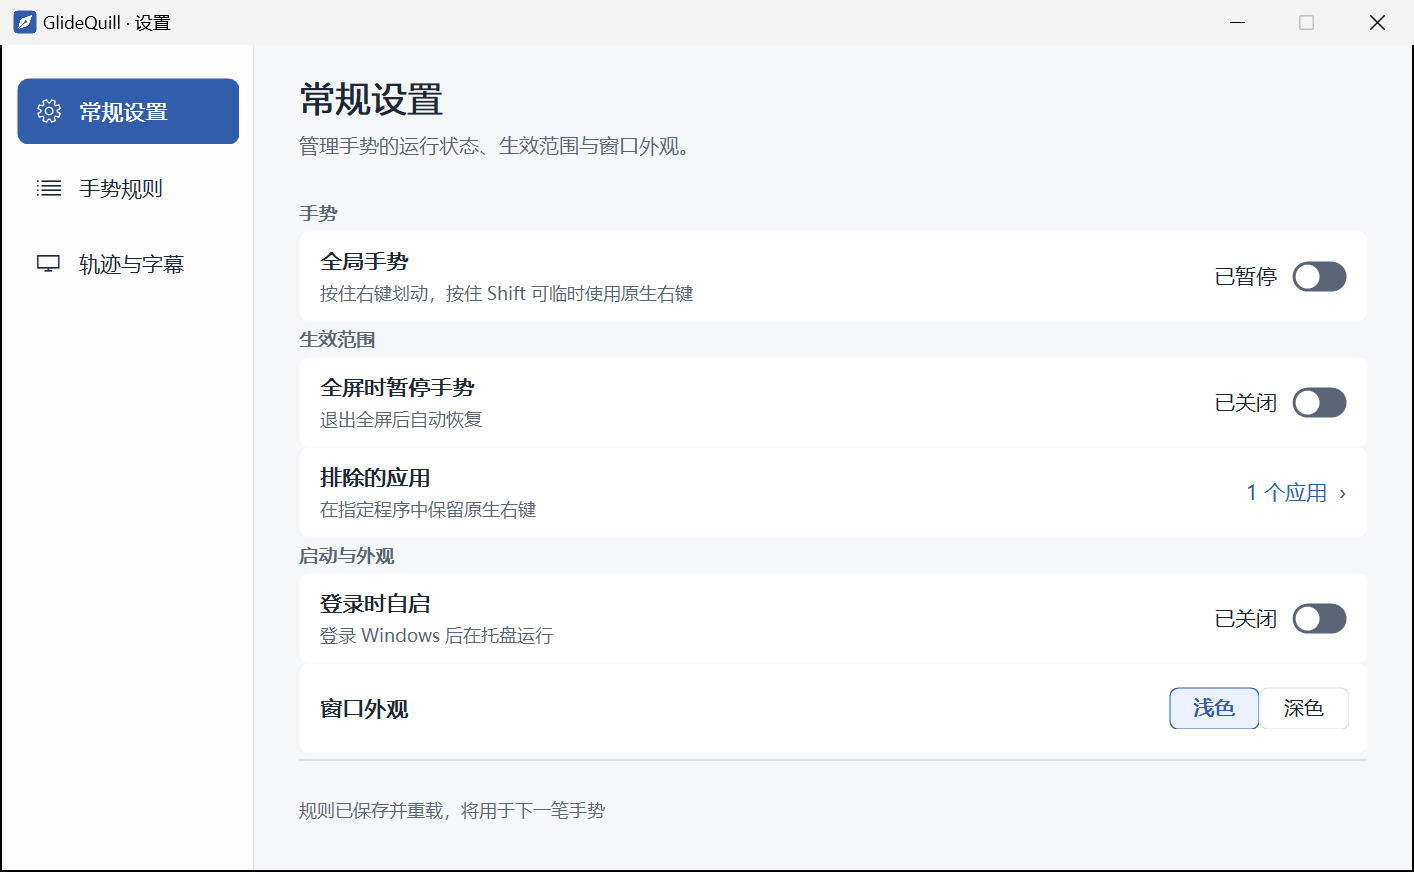 GlideQuill · 设置
常规设置
手势规则
轨迹与字幕
常规设置
管理手势的运行状态、生效范围与窗口外观。
手势
全局手势
按住右键划动，按住 Shift 可临时使用原生右键
已暂停
生效范围
全屏时暂停手势
退出全屏后自动恢复
已关闭
排除的应用
在指定程序中保留原生右键
1 个应用 ›
启动与外观
登录时自启
登录 Windows 后在托盘运行
已关闭
窗口外观
浅色 深色
规则已保存并重载，将用于下一笔手势